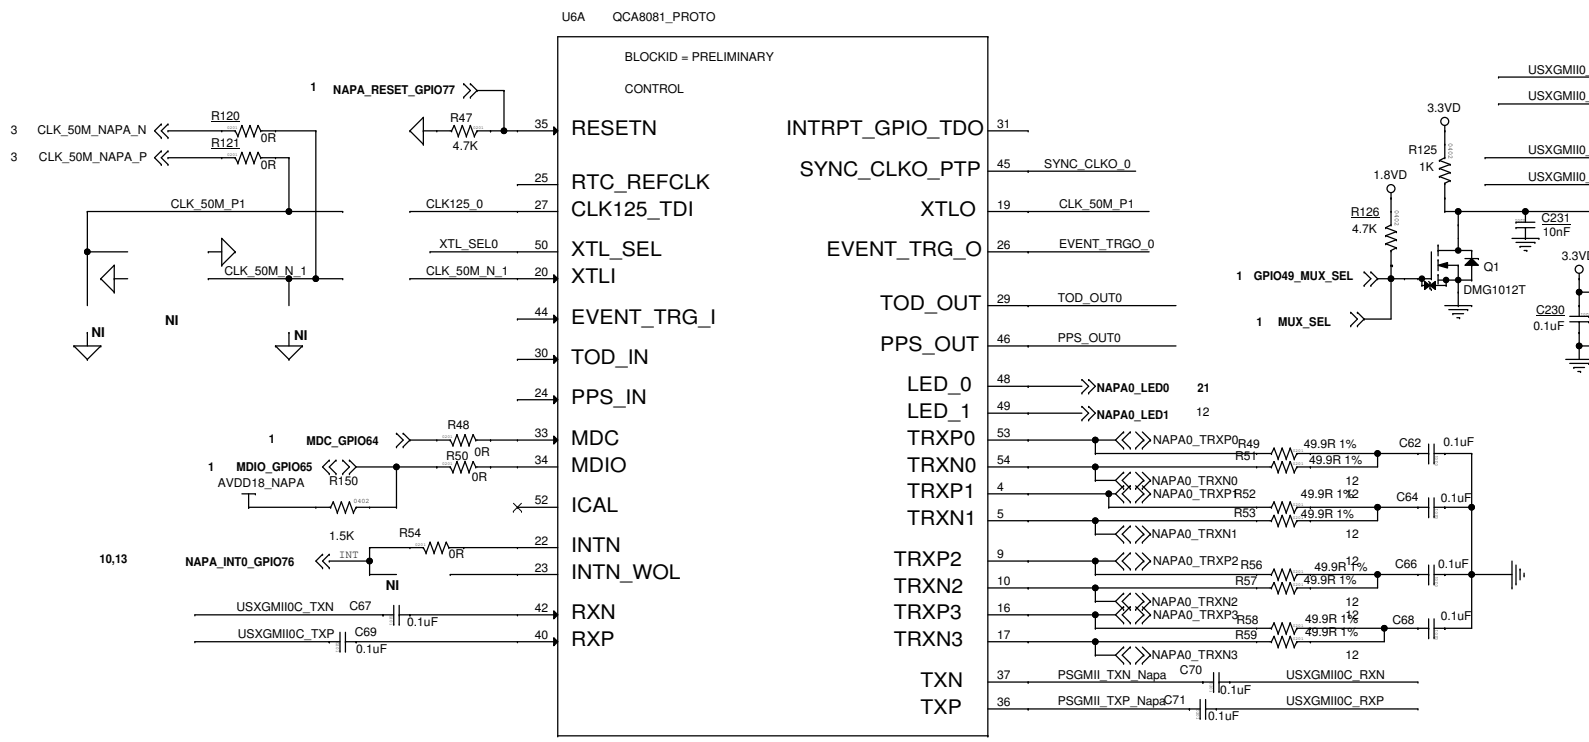 U6A QCA8081_PROTO
BLOCKID = PRELIMINARY
CONTROL
1 NAPA_RESET_GPIO77
R47
4.7K
35 RESETN
3 CLK_50M_NAPA_N
R120
0R
3 CLK_50M_NAPA_P
R121
0R
25 RTC_REFCLK
CLK_50M_P1
CLK125_0
27 CLK125_TDI
XTL_SEL0
50 XTL_SEL
CLK_50M_N_1
CLK_50M_N_1
20 XTLI
44 EVENT_TRG_I
NI
NI
NI
30 TOD_IN
24 PPS_IN
1 MDC_GPIO64
R48
0R
33 MDC
1 MDIO_GPIO65
R50
0R
34 MDIO
AVDD18_NAPA
R150
0402
1.5K
52 ICAL
R54
0R
22 INTN
10,13 NAPA_INT0_GPIO76
INT
NI
23 INTN_WOL
USXGMII0C_TXN
C67
0.1uF
42 RXN
USXGMII0C_TXP
C69
0.1uF
40 RXP
INTRPT_GPIO_TDO 31
SYNC_CLKO_PTP 45 SYNC_CLKO_0
XTLO 19 CLK_50M_P1
EVENT_TRG_O 26 EVENT_TRGO_0
TOD_OUT 29 TOD_OUT0
PPS_OUT 46 PPS_OUT0
LED_0 48 NAPA0_LED0 21
LED_1 49 NAPA0_LED1 12
TRXP0 53 NAPA0_TRXP0
R49 49.9R 1% C62 0.1uF
R51 49.9R 1%
TRXN0 54 NAPA0_TRXN0 12
TRXP1 4 NAPA0_TRXP1 12
R52 49.9R 1% C64 0.1uF
R53 49.9R 1%
TRXN1 5 NAPA0_TRXN1 12
TRXP2 9 NAPA0_TRXP2 12
R56 49.9R 1% C66 0.1uF
R57 49.9R 1%
TRXN2 10 NAPA0_TRXN2 12
TRXP3 16 NAPA0_TRXP3 12
R58 49.9R 1% C68 0.1uF
R59 49.9R 1%
TRXN3 17 NAPA0_TRXN3 12
TXN 37 PSGMII_TXN_Napa C70 0.1uF USXGMII0C_RXN
TXP 36 PSGMII_TXP_Napa C71 0.1uF USXGMII0C_RXP
USXGMII0_
USXGMII0_
USXGMII0_
USXGMII0_
3.3VD
R125
1K
0402
1.8VD
R126
4.7K
0402
C231
10nF
1 GPIO49_MUX_SEL
Q1
DMG1012T
1 MUX_SEL
3.3VD
C230
0.1uF